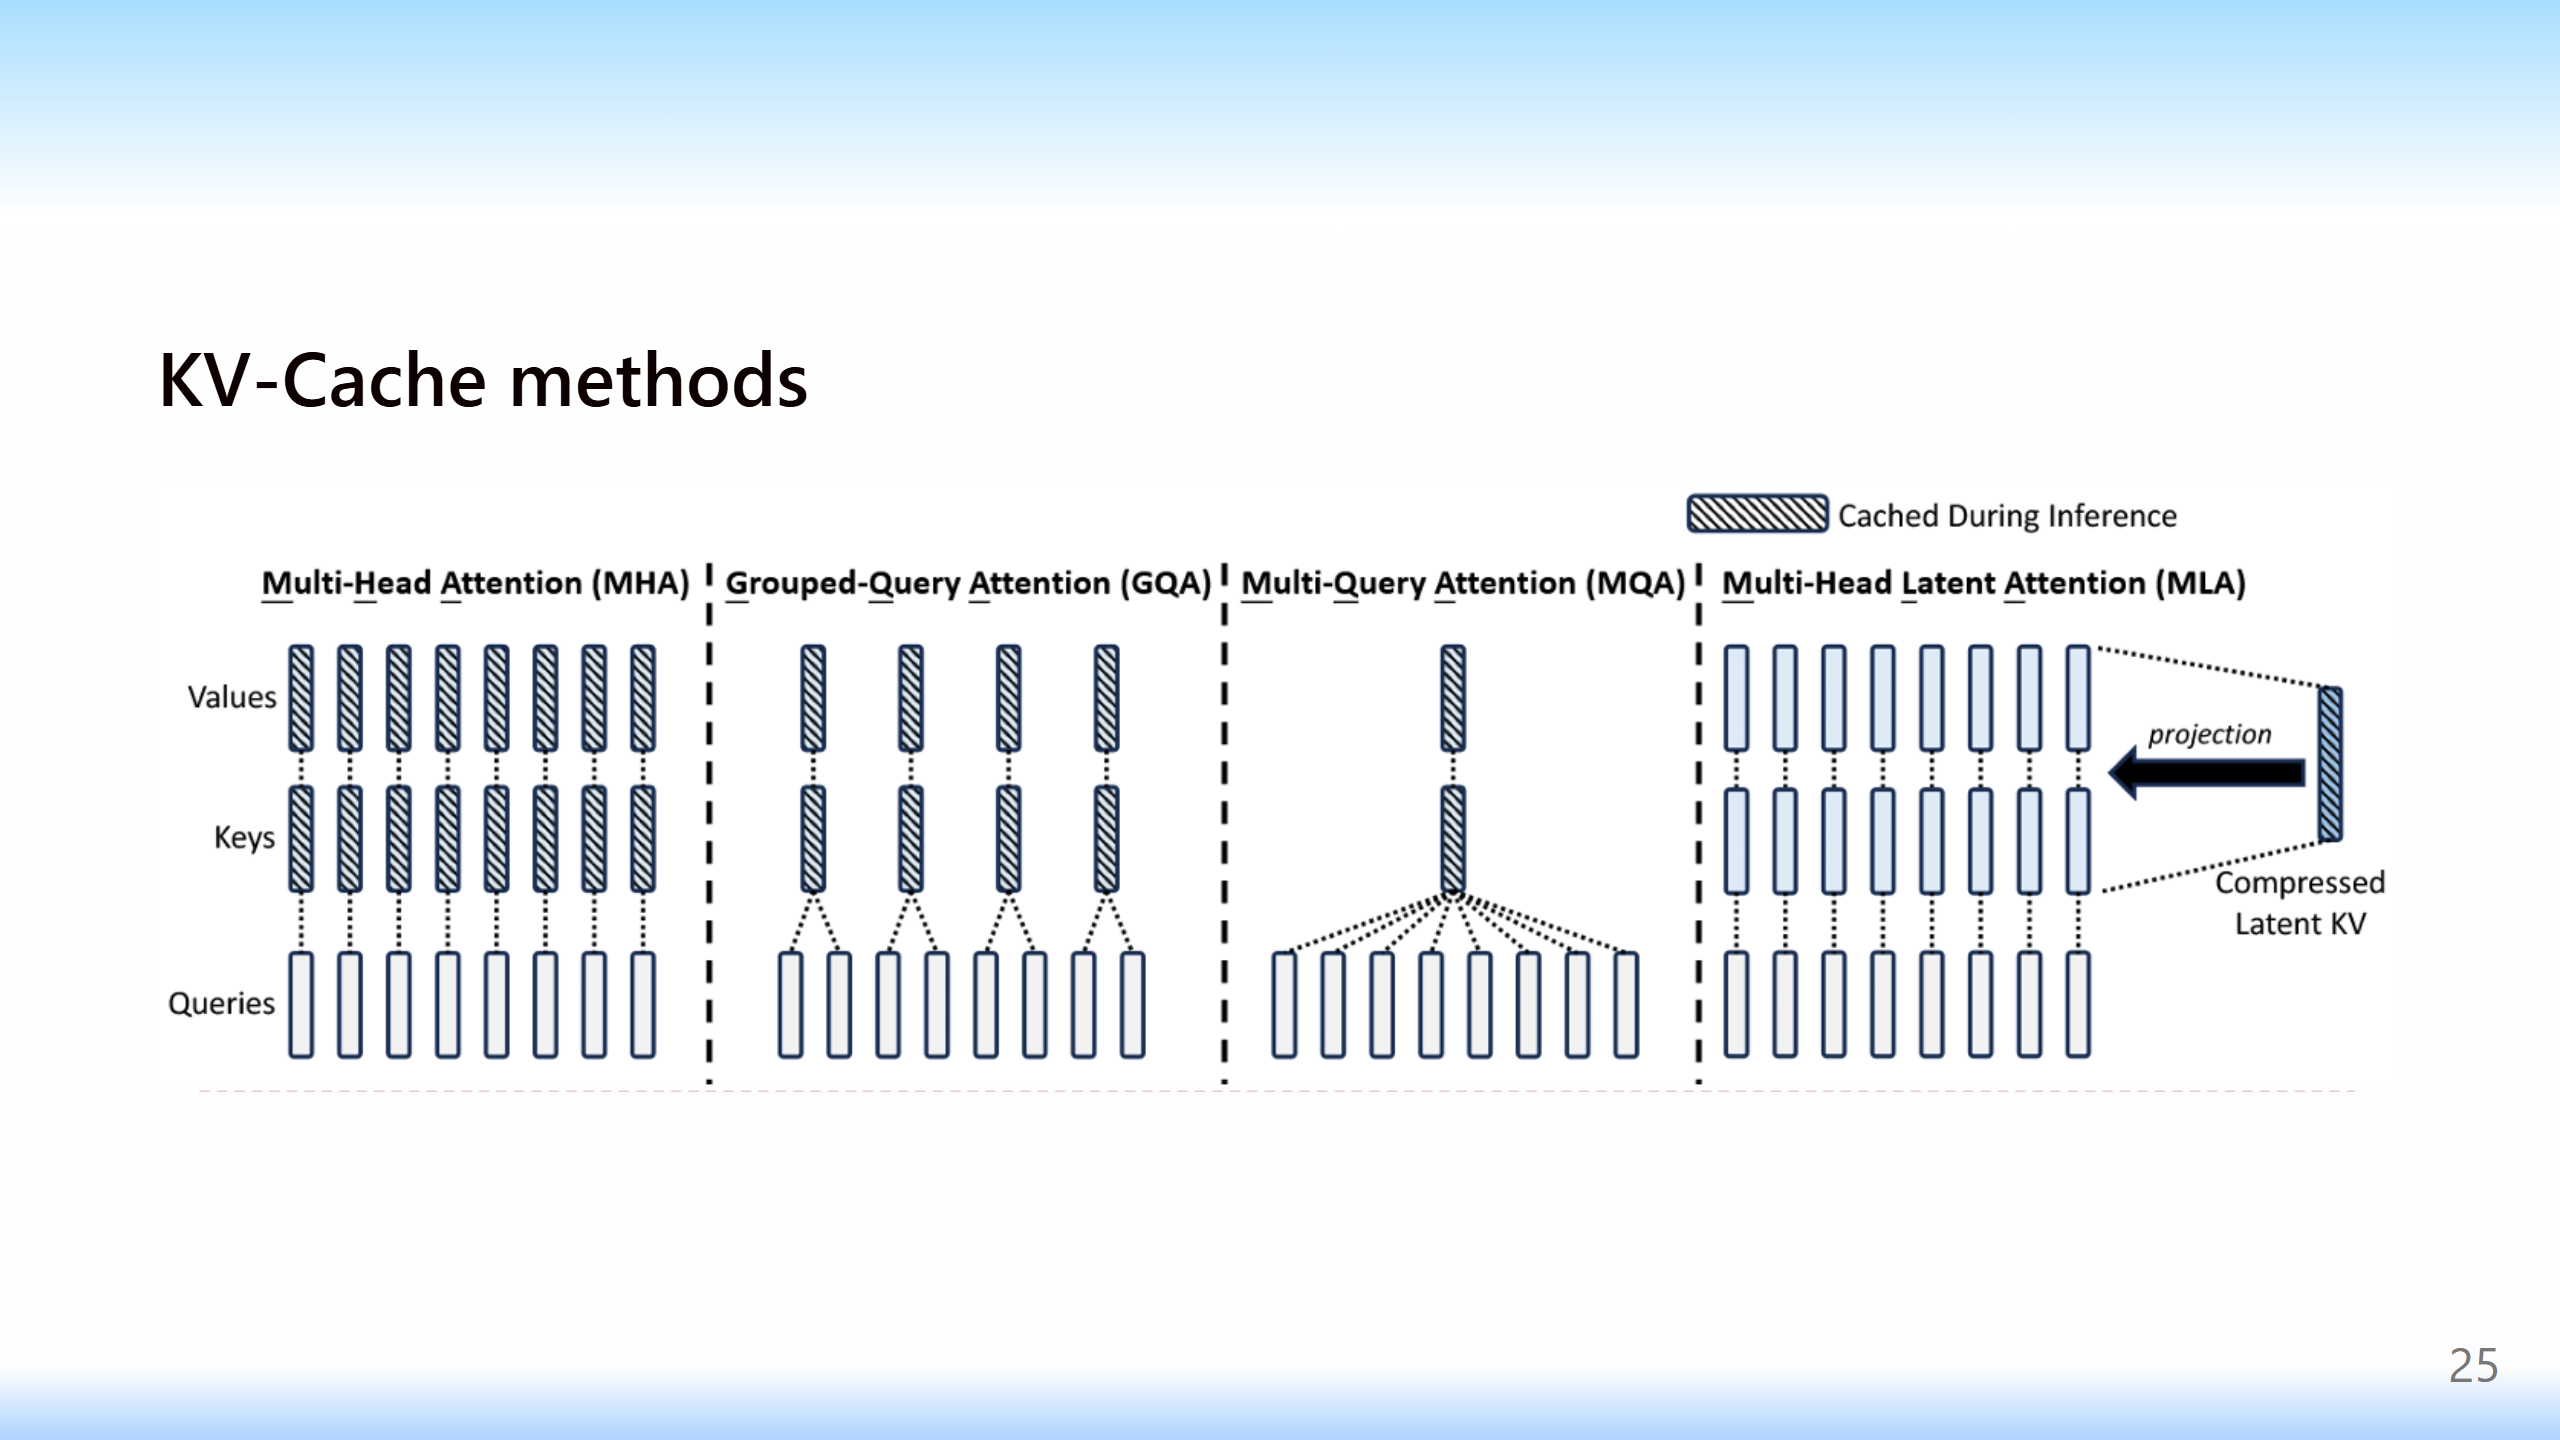 KV-Cache methods
Cached During Inference
Multi-Head Attention (MHA)
Grouped-Query Attention (GQA)
Multi-Query Attention (MQA)
Multi-Head Latent Attention (MLA)
Values
Keys
Queries
projection
Compressed
Latent KV
25